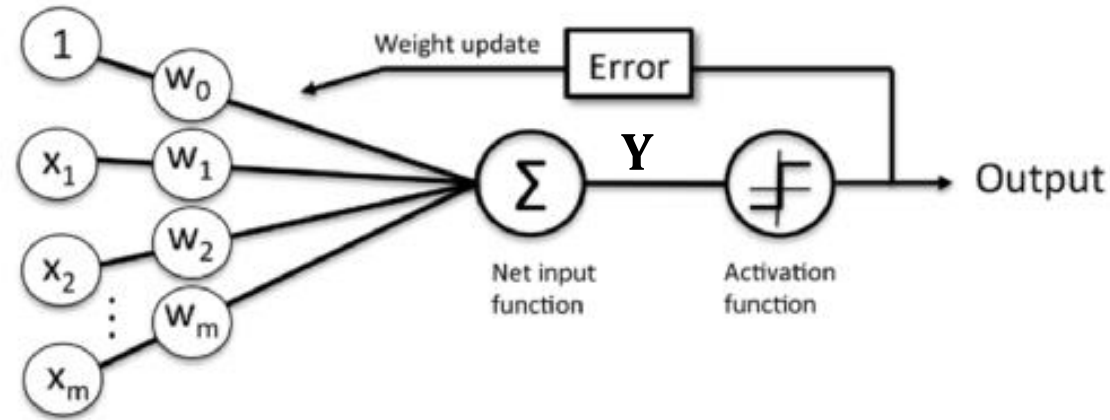 1
w₀
Weight update
Error
x₁
w₁
Σ
Y
Output
x₂
w₂
Net input
function
Activation
function
⋮
wₘ
xₘ